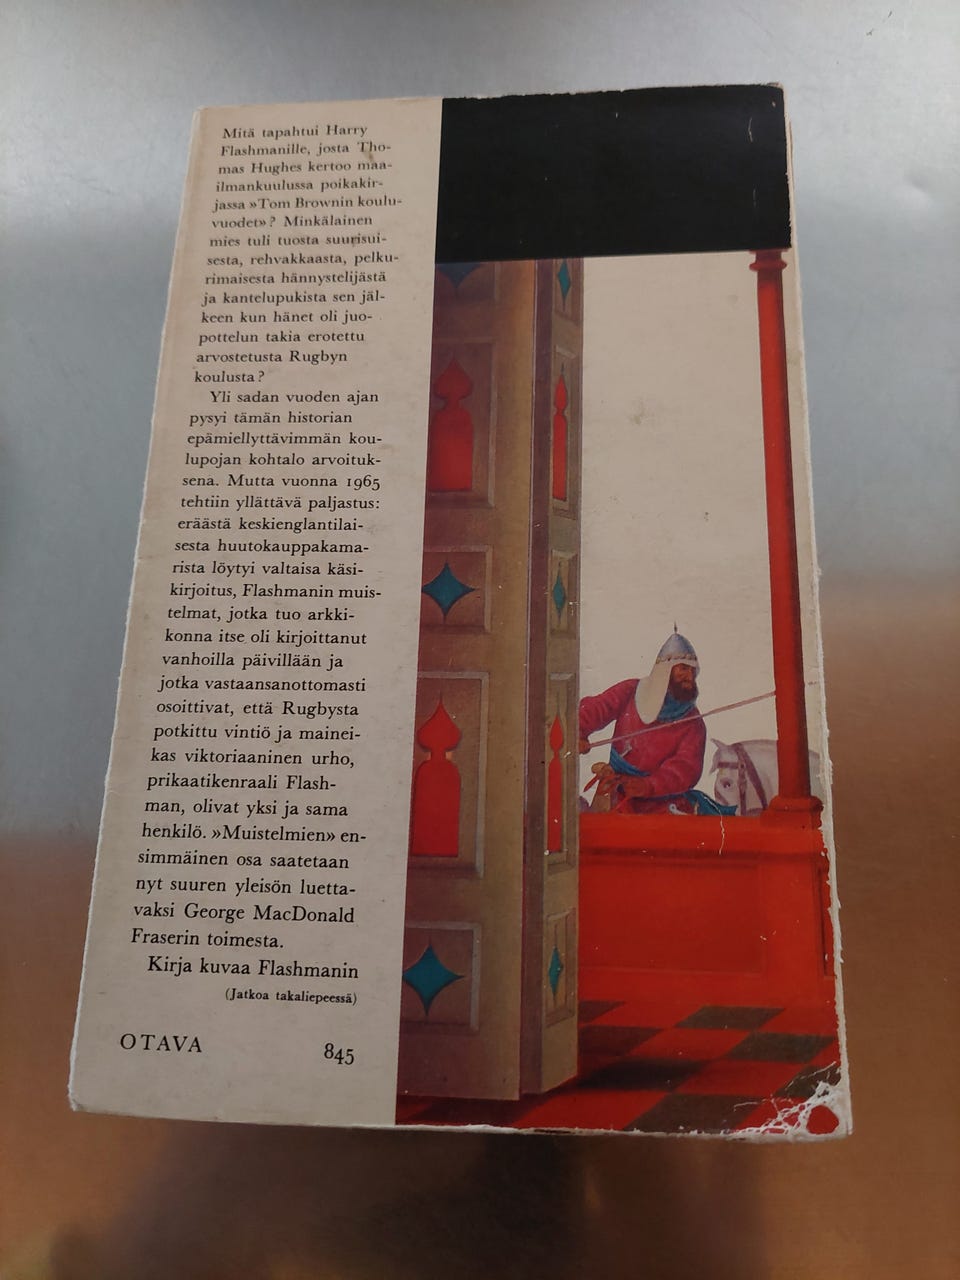 Mitä tapahtui Harry
Flashmanille, josta Tho-
mas Hughes kertoo maa-
ilmankuulussa poikakir-
jassa »Tom Brownin koulu-
vuodet»? Minkälainen
mies tuli tuosta suurisui-
sesta, rehvakkaasta, pelku-
rimaisesta hännystelijästä
ja kantelupukista sen jäl-
keen kun hänet oli juo-
pottelun takia erotettu
arvostetusta Rugbyn
koulusta?
Yli sadan vuoden ajan
pysyi tämän historian
epämiellyttävimmän kou-
lupojan kohtalo arvoituk-
sena. Mutta vuonna 1965
tehtiin yllättävä paljastus:
eräästä keskienglantilai-
sesta huutokauppakama-
rista löytyi valtaisa käsi-
kirjoitus, Flashmanin muis-
telmat, jotka tuo arkki-
konna itse oli kirjoittanut
vanhoilla päivillään ja
jotka vastaansanottomasti
osoittivat, että Rugbysta
potkittu vintiö ja mainei-
kas viktoriaaninen urho,
prikaatikenraali Flash-
man, olivat yksi ja sama
henkilö. »Muistelmien» en-
simmäinen osa saatetaan
nyt suuren yleisön luetta-
vaksi George MacDonald
Fraserin toimesta.
Kirja kuvaa Flashmanin
(Jatkoa takaliepeessä)
OTAVA 845